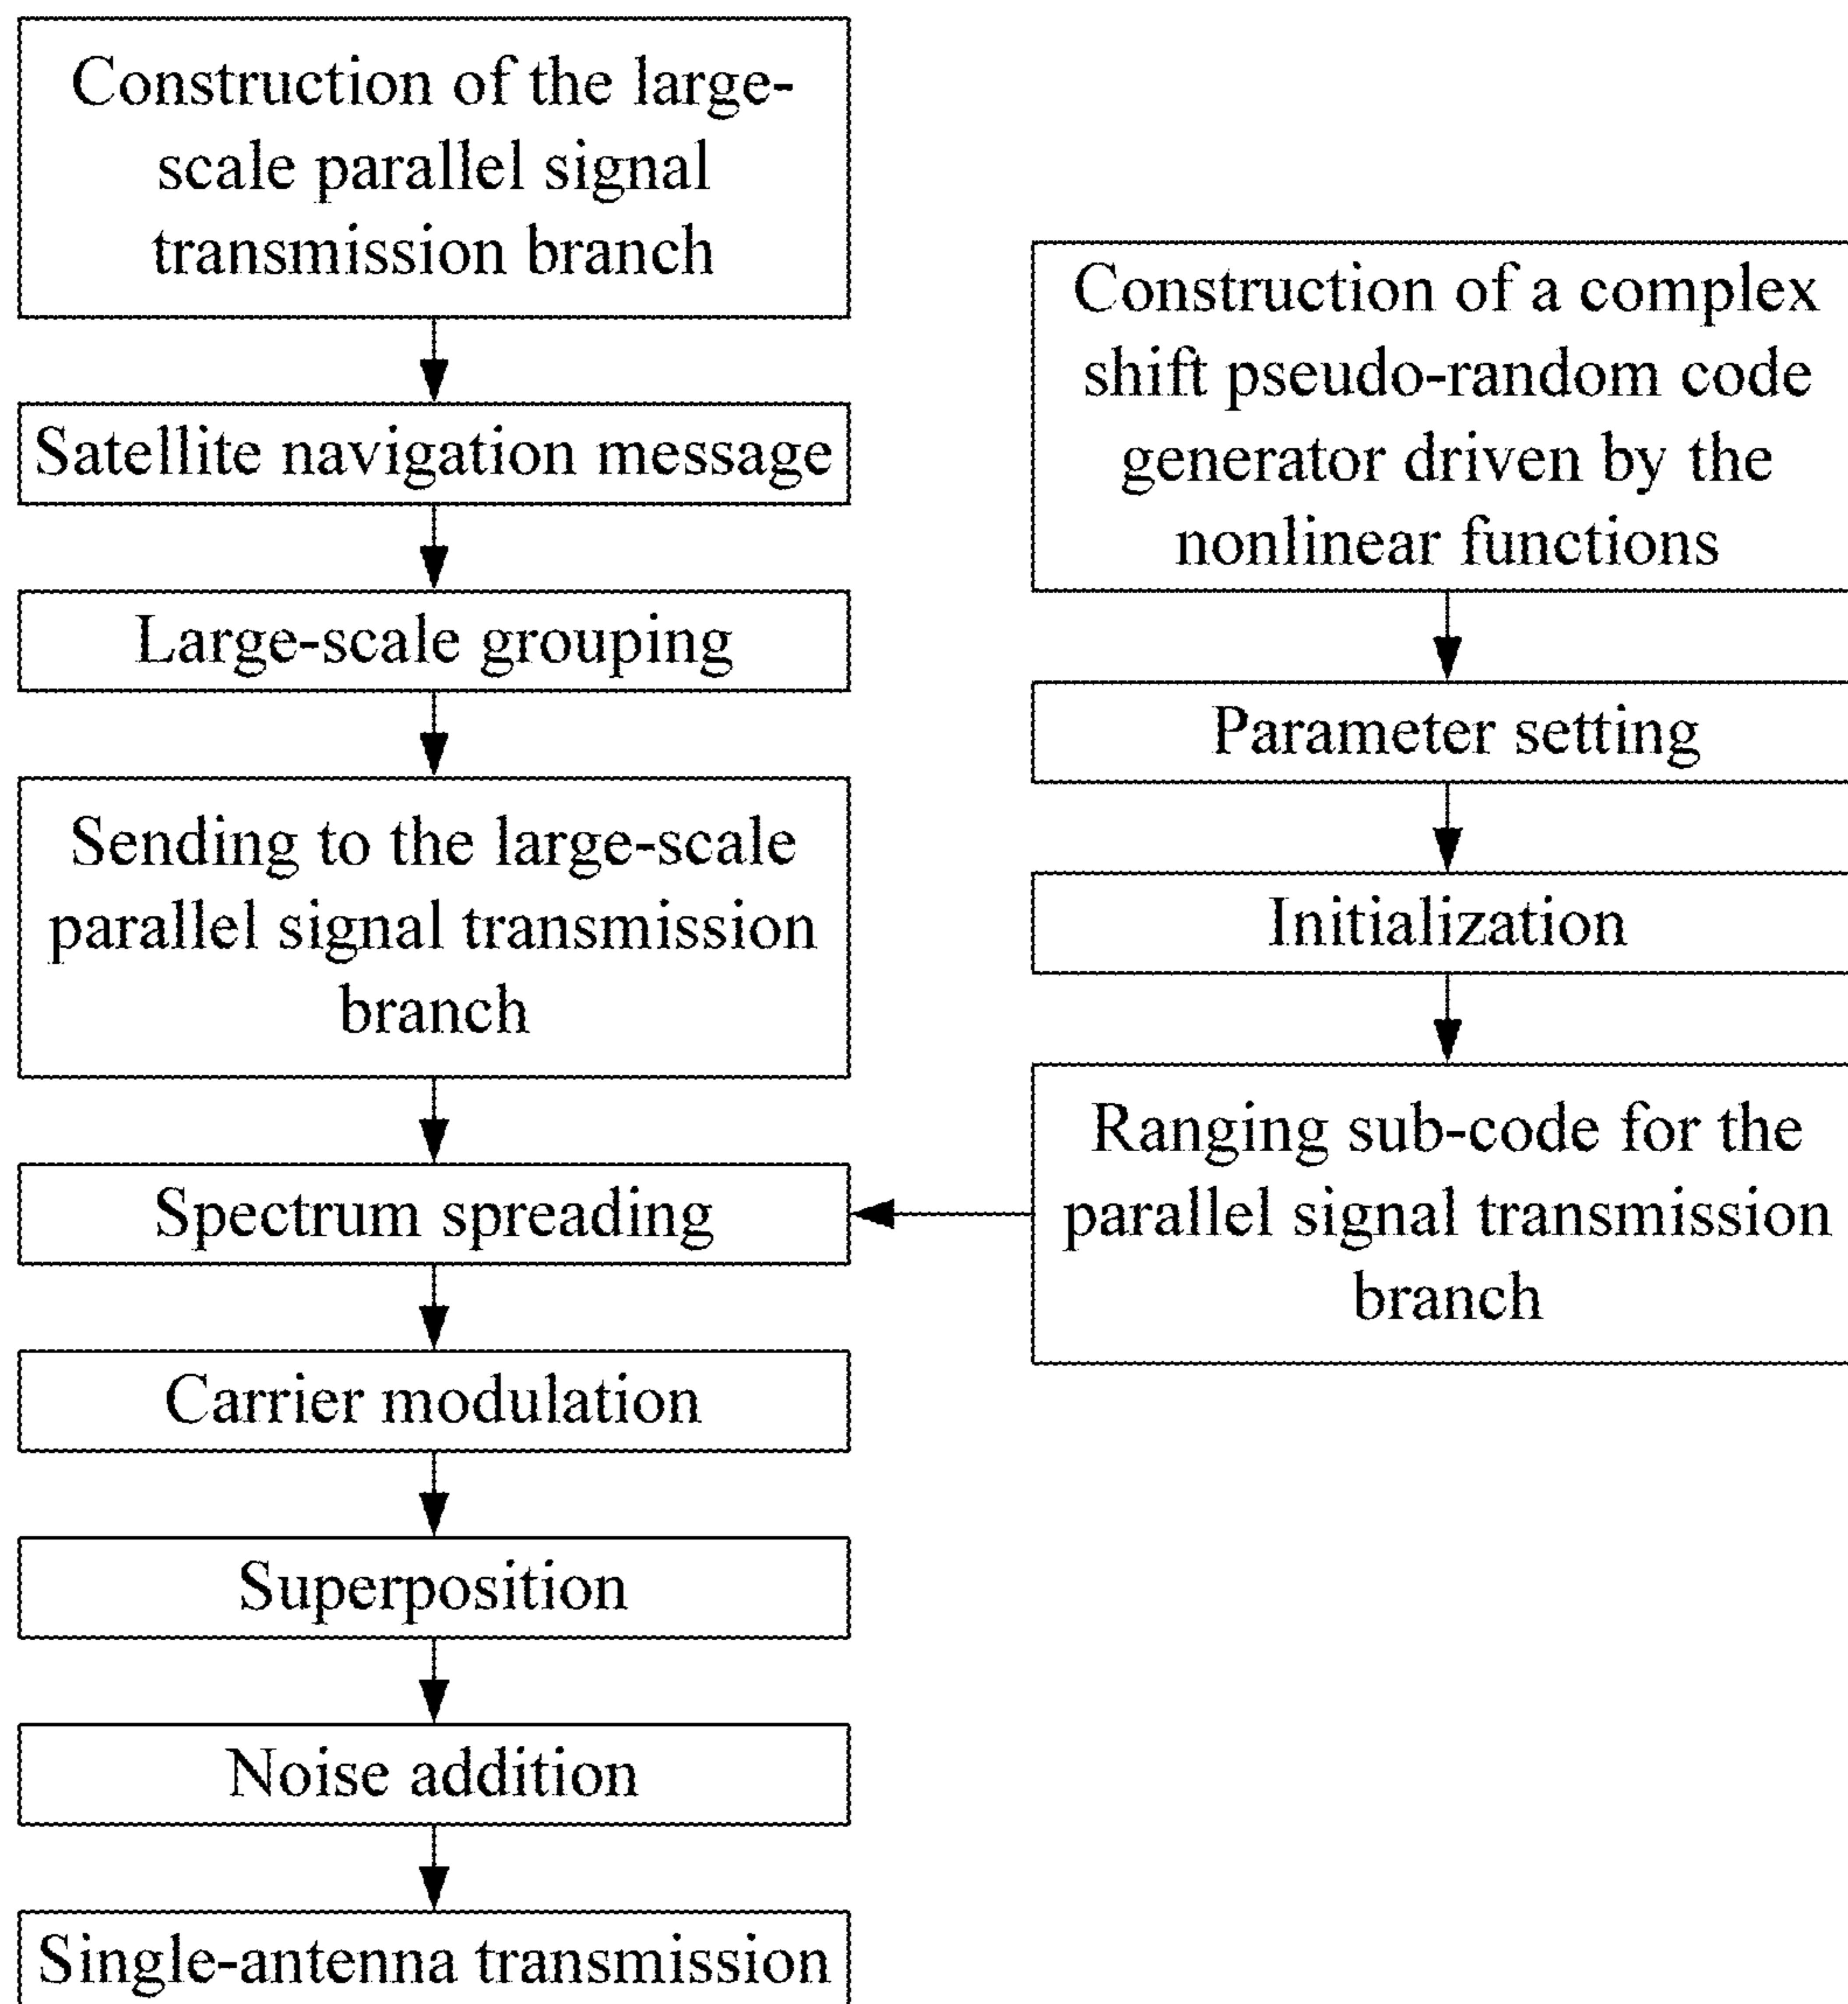 Construction of the large-
scale parallel signal
transmission branch
Satellite navigation message
Large-scale grouping
Sending to the large-scale
parallel signal transmission
branch
Spectrum spreading
Carrier modulation
Superposition
Noise addition
Single-antenna transmission
Construction of a complex
shift pseudo-random code
generator driven by the
nonlinear functions
Parameter setting
Initialization
Ranging sub-code for the
parallel signal transmission
branch